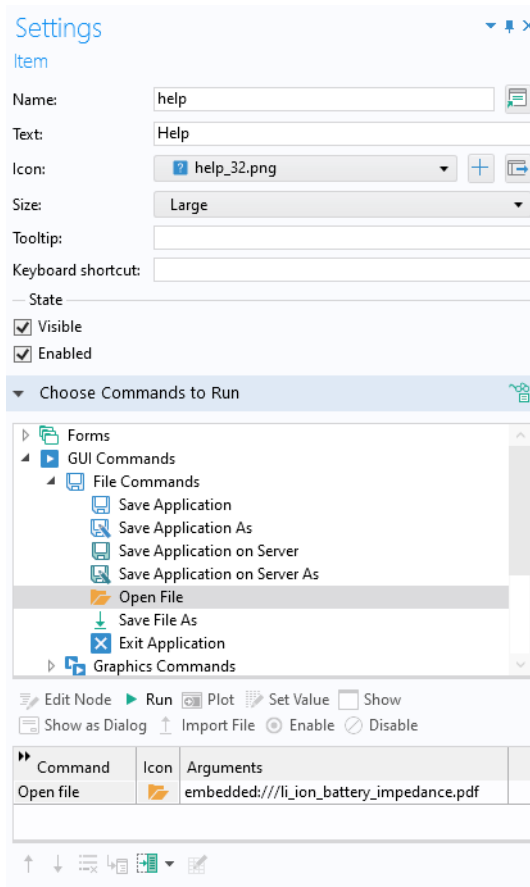 Settings
Item
Name: help
Text: Help
Icon: ? help_32.png
Size: Large
Tooltip:
Keyboard shortcut:
State
Visible
Enabled
Choose Commands to Run
Forms
GUI Commands
File Commands
Save Application
Save Application As
Save Application on Server
Save Application on Server As
Open File
Save File As
Exit Application
Graphics Commands
Edit Node Run Plot Set Value Show
Show as Dialog Import File Enable Disable
Command Icon Arguments
Open file embedded:///li_ion_battery_impedance.pdf